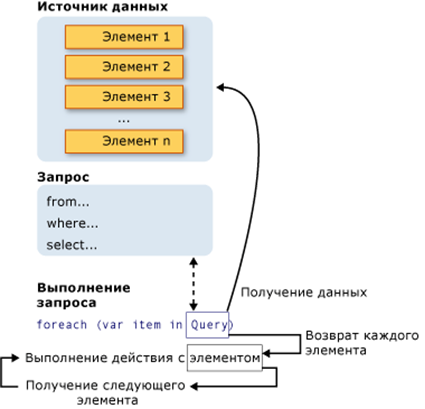 Источник данных
Элемент 1
Элемент 2
Элемент 3
...
Элемент n
Запрос
from...
where...
select...
Выполнение
запроса
foreach (var item in Query)
Получение данных
Возврат каждого
элемента
Выполнение действия с элементом
Получение следующего
элемента